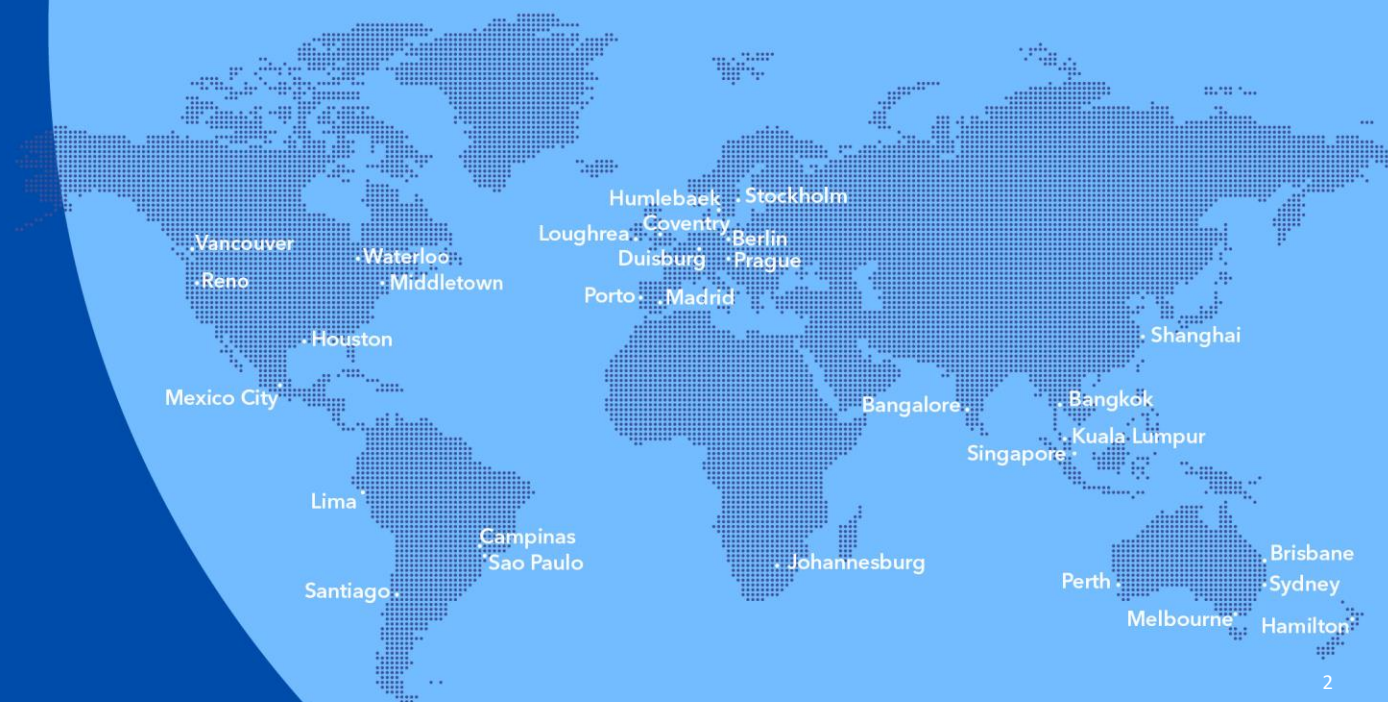 Humlebaek
Stockholm
Coventry
Loughrea
Berlin
Vancouver
Waterloo
Duisburg
Prague
Reno
Middletown
Porto
Madrid
Houston
Shanghai
Mexico City
Bangalore
Bangkok
Kuala Lumpur
Singapore
Lima
Campinas
Sao Paulo
Johannesburg
Brisbane
Santiago
Perth
Sydney
Melbourne
Hamilton
2